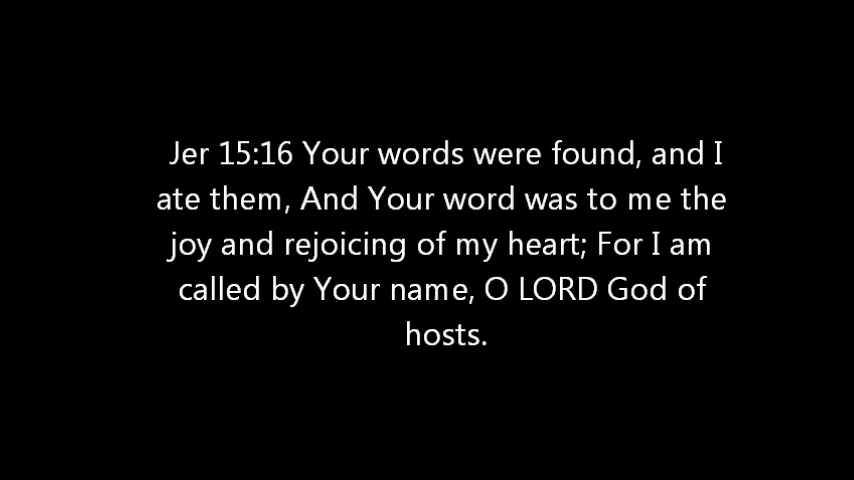 Jer 15:16 Your words were found, and I
ate them, And Your word was to me the
joy and rejoicing of my heart; For I am
called by Your name, O LORD God of
hosts.